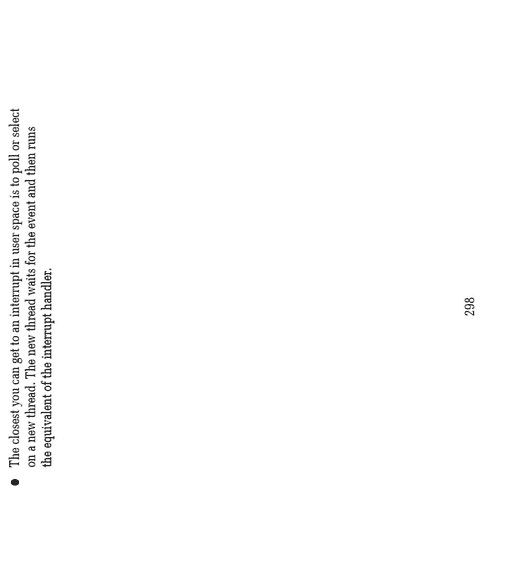 ● The closest you can get to an interrupt in user space is to poll or select
on a new thread. The new thread waits for the event and then runs
the equivalent of the interrupt handler.
298